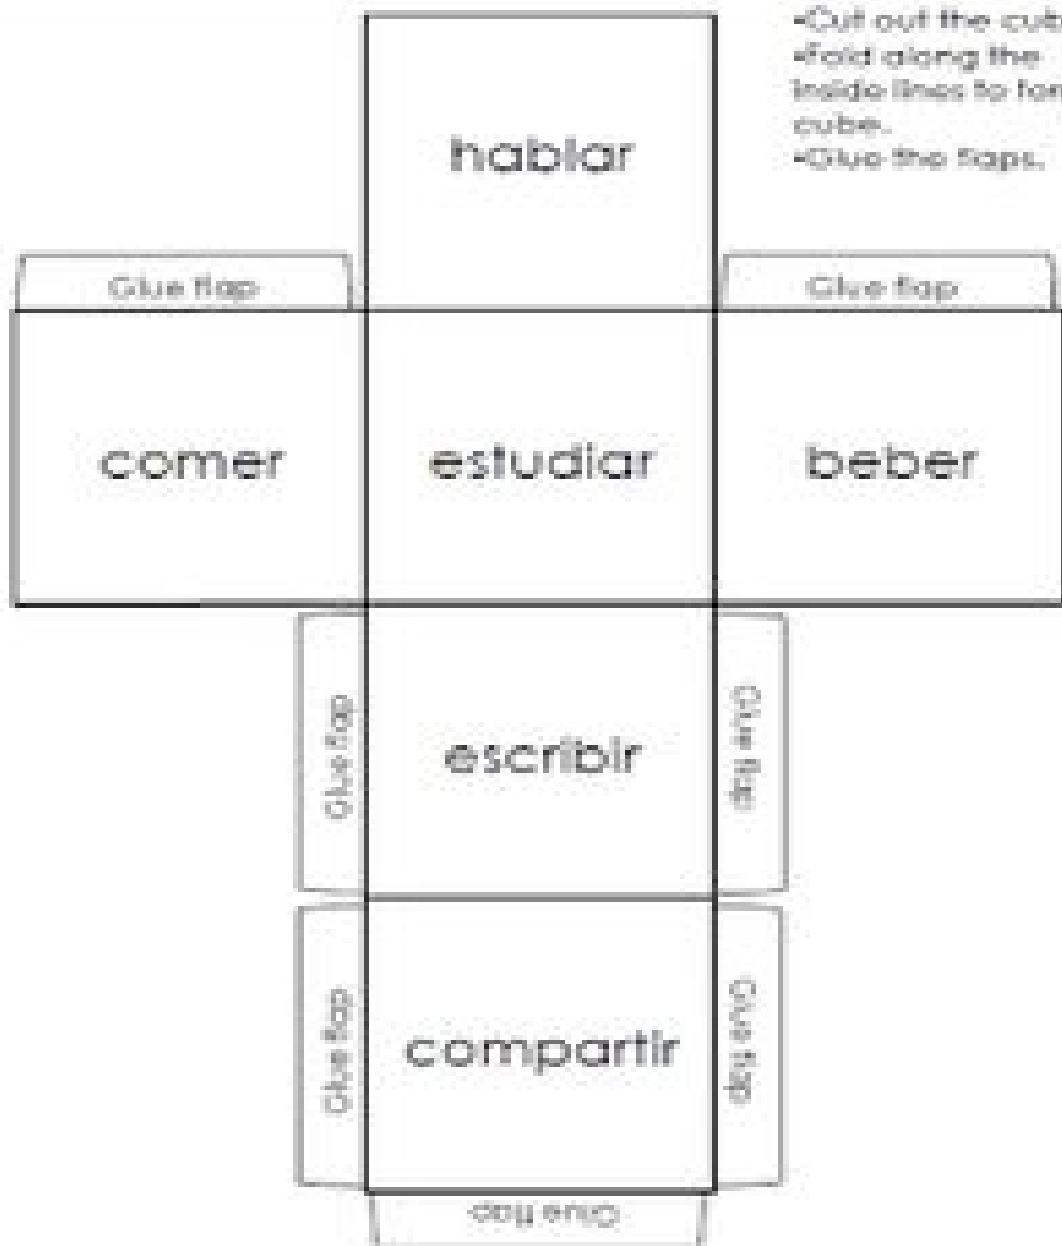 •Cut out the cub
•Fold along the
inside lines to for
cube.
•Glue the flaps.
hablar
Glue flap
Glue flap
comer
estudiar
beber
Glue flap
escribir
Glue flap
Glue flap
compartir
Glue flap
Glue flap